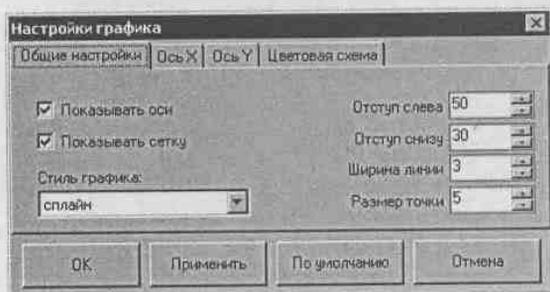 Настройки графика
Общие настройки Ось X Ось Y Цветовая схема
Показывать оси
Показывать сетку
Стиль графика:
сплайн
Отступ слева 50
Отступ снизу 30
Ширина линии 3
Размер точки 5
OK Применить По умолчанию Отмена